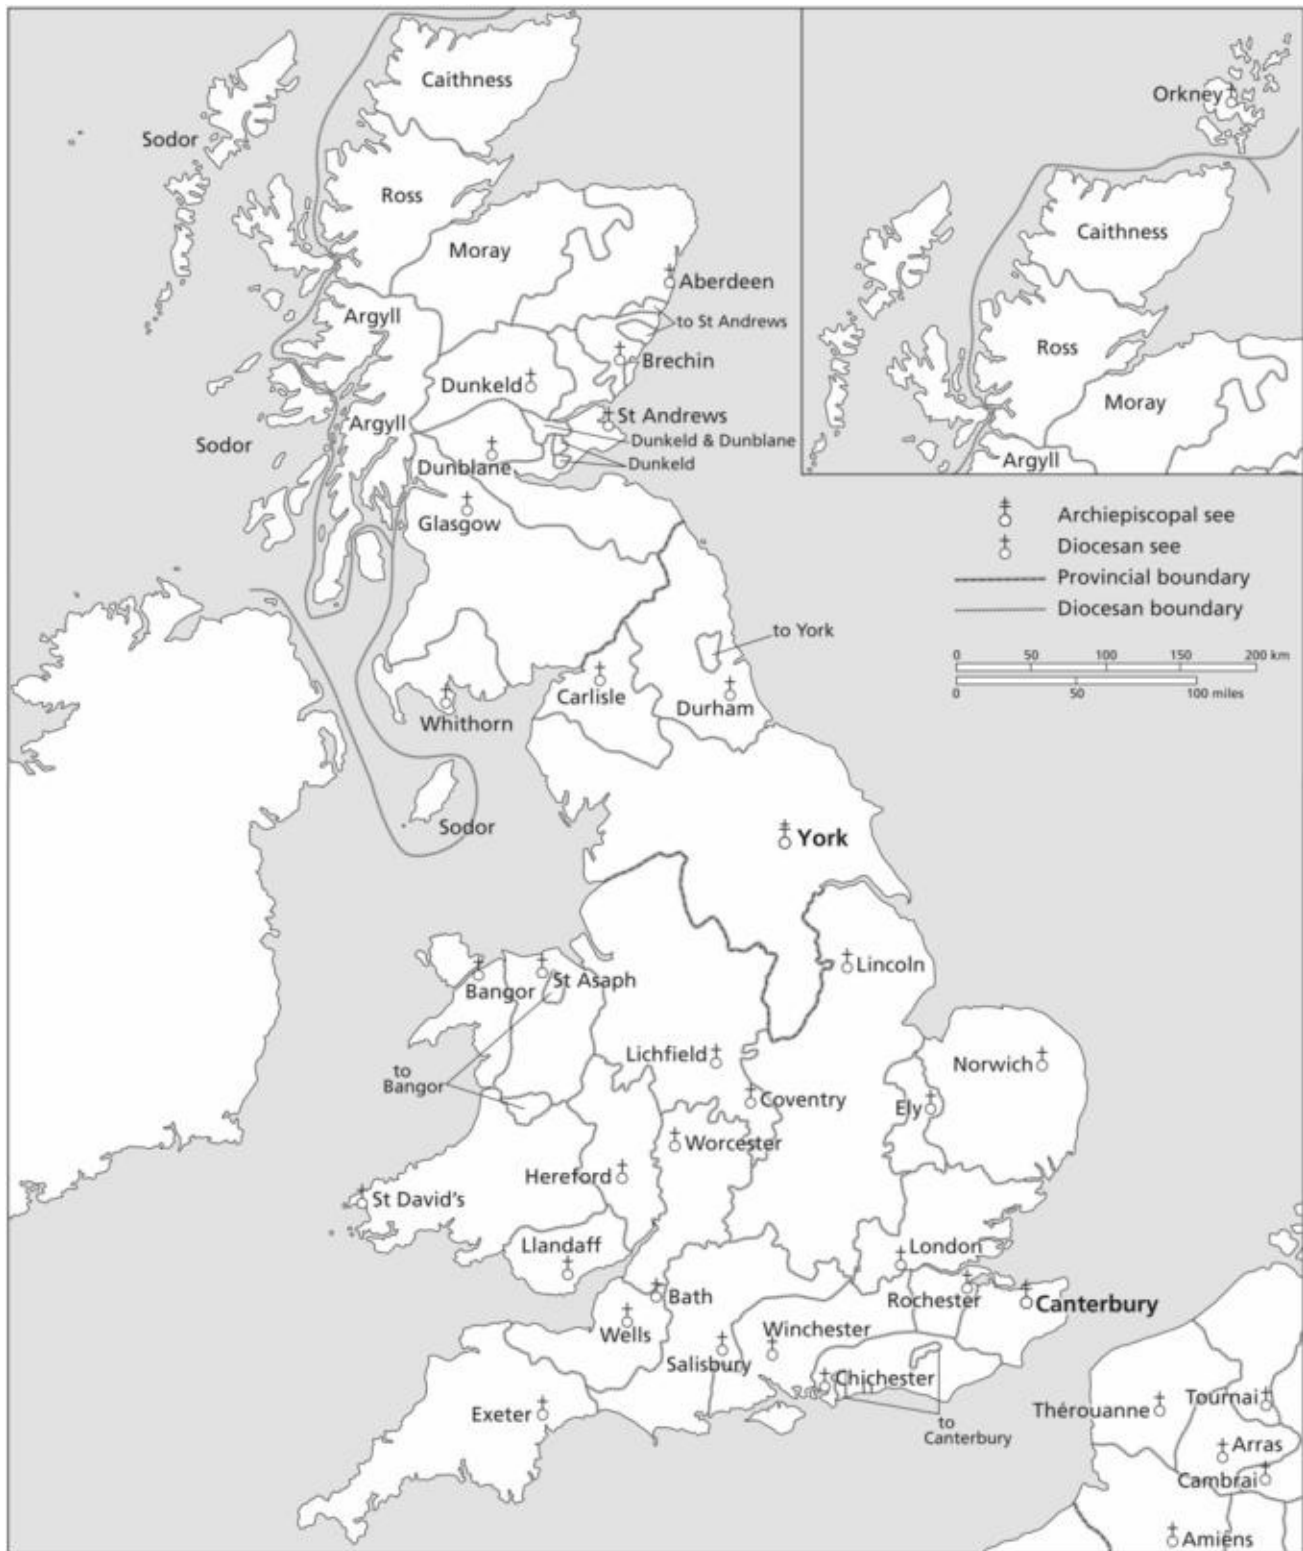 Caithness
Sodor
Ross
Moray
Aberdeen
Argyll
to St Andrews
Brechin
Dunkeld
St Andrews
Argyll
Dunkeld & Dunblane
Sodor
Dunblane
Dunkeld
Glasgow
to York
Carlisle
Durham
Whithorn
Sodor
York
Lincoln
St Asaph
Bangor
Lichfield
Norwich
to
Bangor
Coventry
Ely
Worcester
Hereford
St David's
Llandaff
London
Bath
Rochester
Canterbury
Wells
Winchester
Salisbury
Chichester
Exeter
to
Canterbury
Tournai
Thérouanne
Arras
Cambrai
Amiens
Orkney
Caithness
Ross
Moray
Argyll
Archiepiscopal see
Diocesan see
Provincial boundary
Diocesan boundary
0 50 100 150 200 km
0 50 100 miles